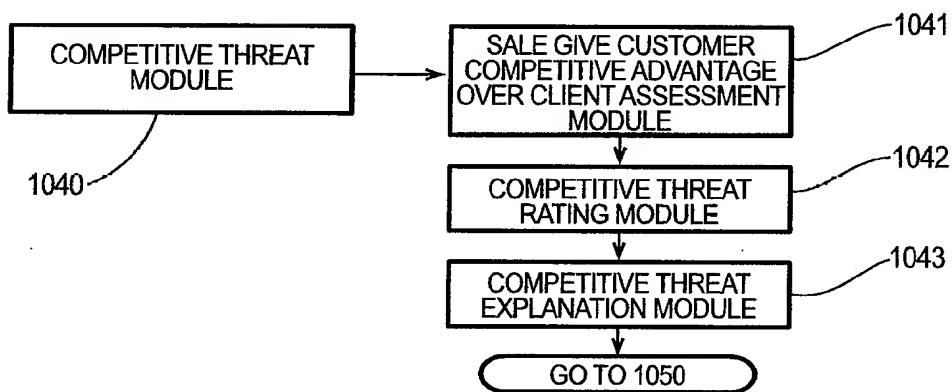 COMPETITIVE THREAT
MODULE
1040
SALE GIVE CUSTOMER
COMPETITIVE ADVANTAGE
OVER CLIENT ASSESSMENT
MODULE
1041
COMPETITIVE THREAT
RATING MODULE
1042
COMPETITIVE THREAT
EXPLANATION MODULE
1043
GO TO 1050